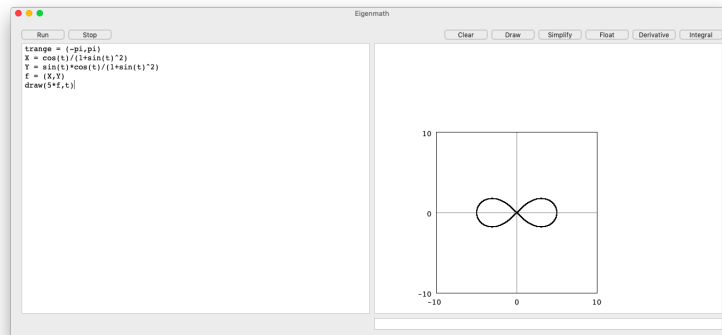 Eigenmath
Run Stop Clear Draw Simplify Float Derivative Integral
trange = (-pi,pi)
X = cos(t)/(1+sin(t)^2)
Y = sin(t)*cos(t)/(1+sin(t)^2)
f = (X,Y)
draw(5*f,t)
10
0
-10
-10 0 10